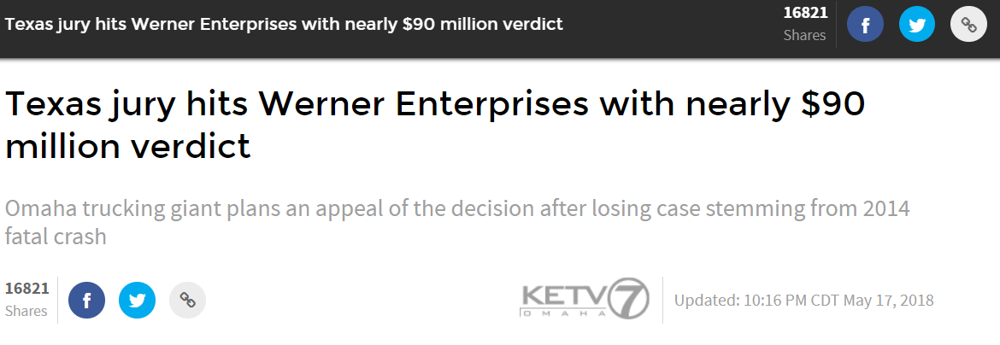 Texas jury hits Werner Enterprises with nearly $90 million verdict
16821
Shares
Texas jury hits Werner Enterprises with nearly $90
million verdict
Omaha trucking giant plans an appeal of the decision after losing case stemming from 2014
fatal crash
16821
Shares
KETV 7
OMAHA
Updated: 10:16 PM CDT May 17, 2018